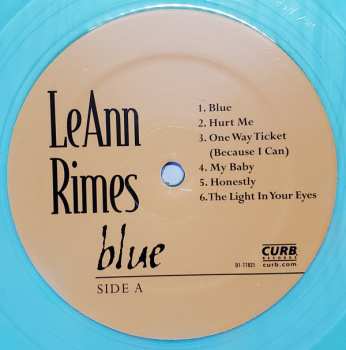 LeAnn
Rimes
blue
SIDE A
1. Blue
2. Hurt Me
3. One Way Ticket
(Because I Can)
4. My Baby
5. Honestly
6.The Light In Your Eyes
CURB
RECORDS
curb.com